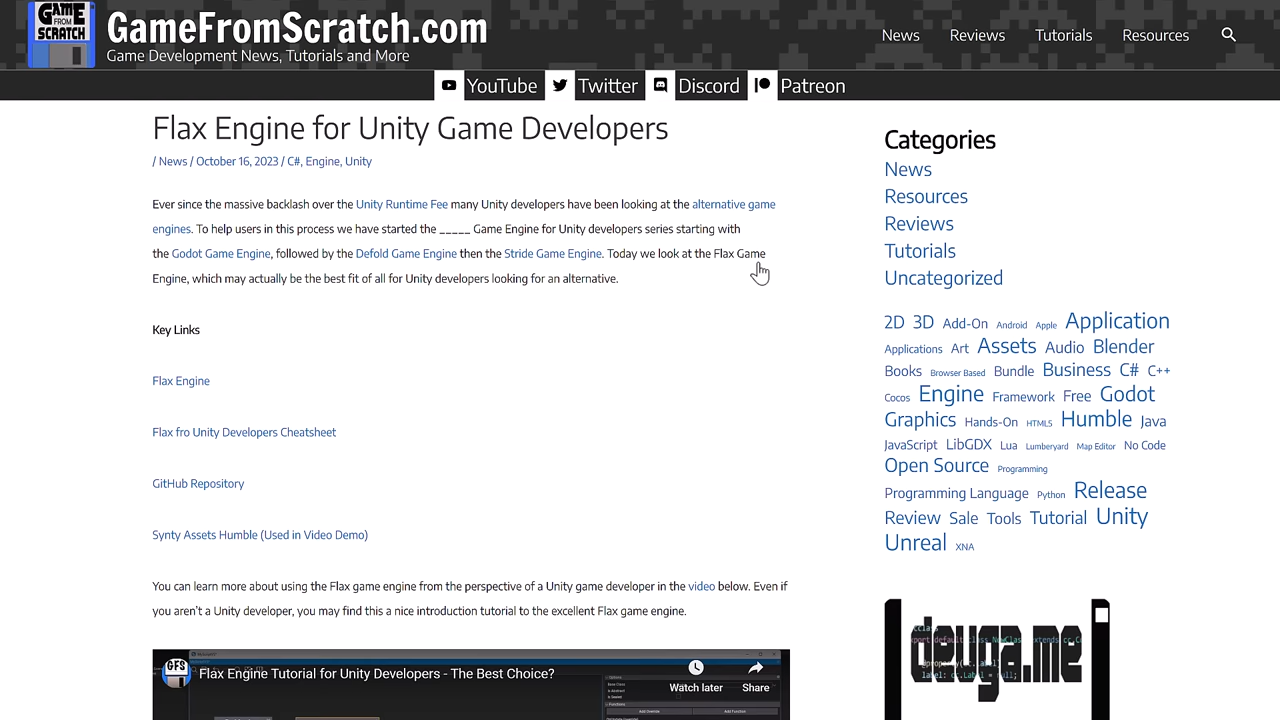 GAME
FROM
SCRATCH
GameFromScratch.com
Game Development News, Tutorials and More
News Reviews Tutorials Resources
YouTube Twitter Discord Patreon
Flax Engine for Unity Game Developers
/ News / October 16, 2023 / C#, Engine, Unity
Ever since the massive backlash over the Unity Runtime Fee many Unity developers have been looking at the alternative game
engines. To help users in this process we have started the _____ Game Engine for Unity developers series starting with
the Godot Game Engine, followed by the Defold Game Engine then the Stride Game Engine. Today we look at the Flax Game
Engine, which may actually be the best fit of all for Unity developers looking for an alternative.
Key Links
Flax Engine
Flax fro Unity Developers Cheatsheet
GitHub Repository
Synty Assets Humble (Used in Video Demo)
You can learn more about using the Flax game engine from the perspective of a Unity game developer in the video below. Even if
you aren't a Unity developer, you may find this a nice introduction tutorial to the excellent Flax game engine.
GFS
Flax Engine Tutorial for Unity Developers - The Best Choice?
Watch later
Share
Categories
News
Resources
Reviews
Tutorials
Uncategorized
2D 3D Add-On Android Apple Application
Applications Art Assets Audio Blender
Books Browser Based Bundle Business C# C++
Cocos Engine Framework Free Godot
Graphics Hands-On HTML5 Humble Java
JavaScript LibGDX Lua Lumberyard Map Editor No Code
Open Source Programming
Programming Language Python Release
Review Sale Tools Tutorial Unity
Unreal XNA
devga.me